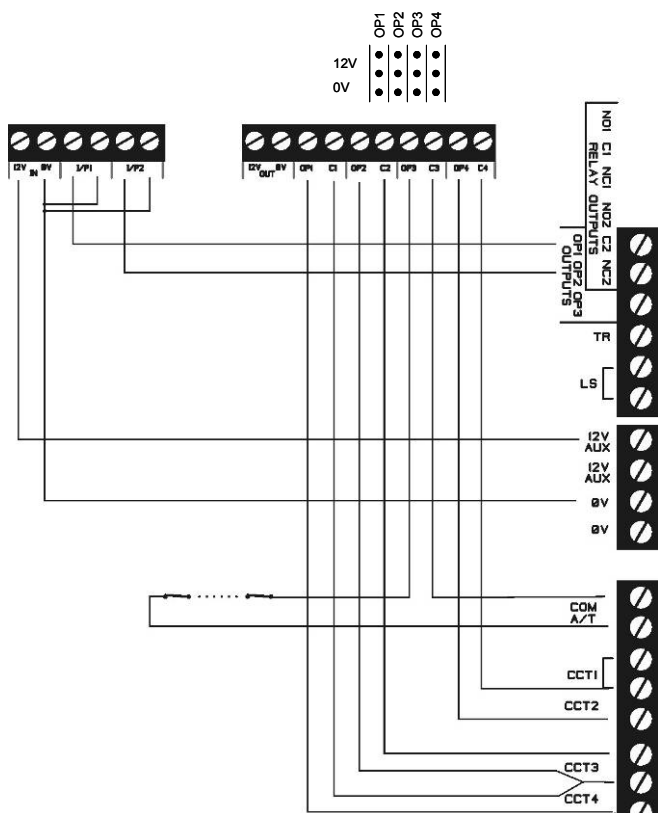 OP1 OP2 OP3 OP4
12V
0V
12V 0V I/P1 I/P2
IN
12V 0V OP1 C1 OP2 C2 OP3 C3 OP4 C4
OUT
NO1 C1 NC1 NO2 C2 NC2
RELAY OUTPUTS
OP1 OP2 OP3
OUTPUTS
TR
LS
12V
AUX
12V
AUX
0V
0V
COM
A/T
CCT1
CCT2
CCT3
CCT4